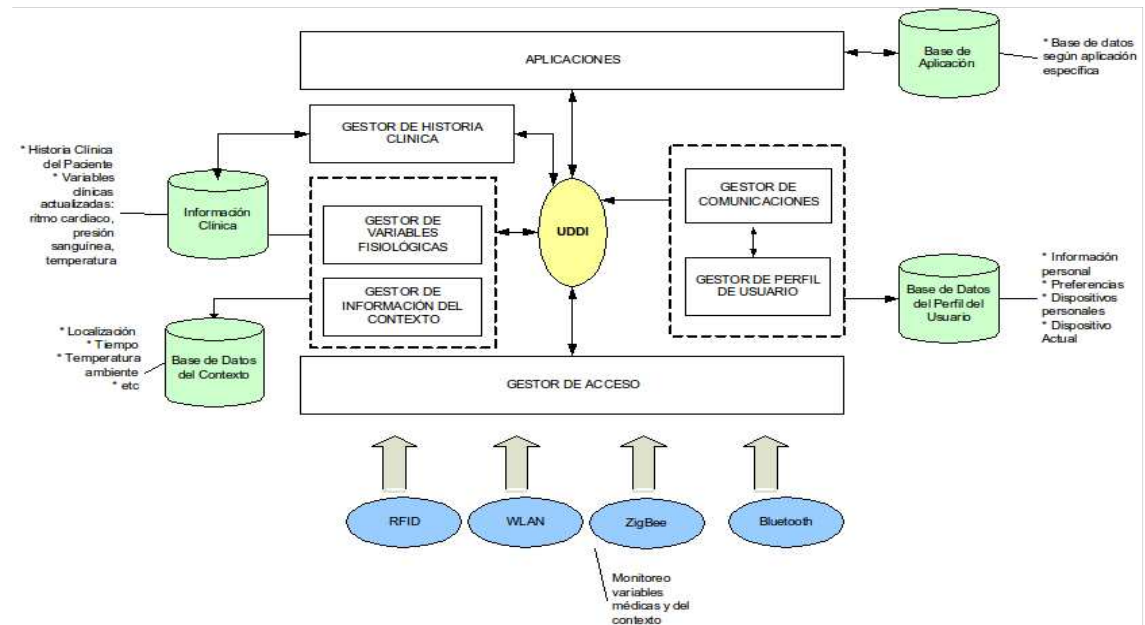 APLICACIONES
Base de
Aplicación
* Base de datos
según aplicación
específica
GESTOR DE HISTORIA
CLINICA
* Historia Clínica
del Paciente
* Variables
clínicas
actualizadas:
ritmo cardiaco,
presión
sanguínea,
temperatura
Información
Clínica
GESTOR DE
VARIABLES
FISIOLÓGICAS
GESTOR DE
INFORMACIÓN DEL
CONTEXTO
UDDI
GESTOR DE
COMUNICACIONES
GESTOR DE PERFIL
DE USUARIO
Base de Datos
del Perfil del
Usuario
* Información
personal
* Preferencias
* Dispositivos
personales
* Dispositivo
Actual
* Localización
* Tiempo
* Temperatura
ambiente
* etc
Base de Datos
del Contexto
GESTOR DE ACCESO
RFID
WLAN
ZigBee
Bluetooth
Monitoreo
variables
médicas y del
contexto